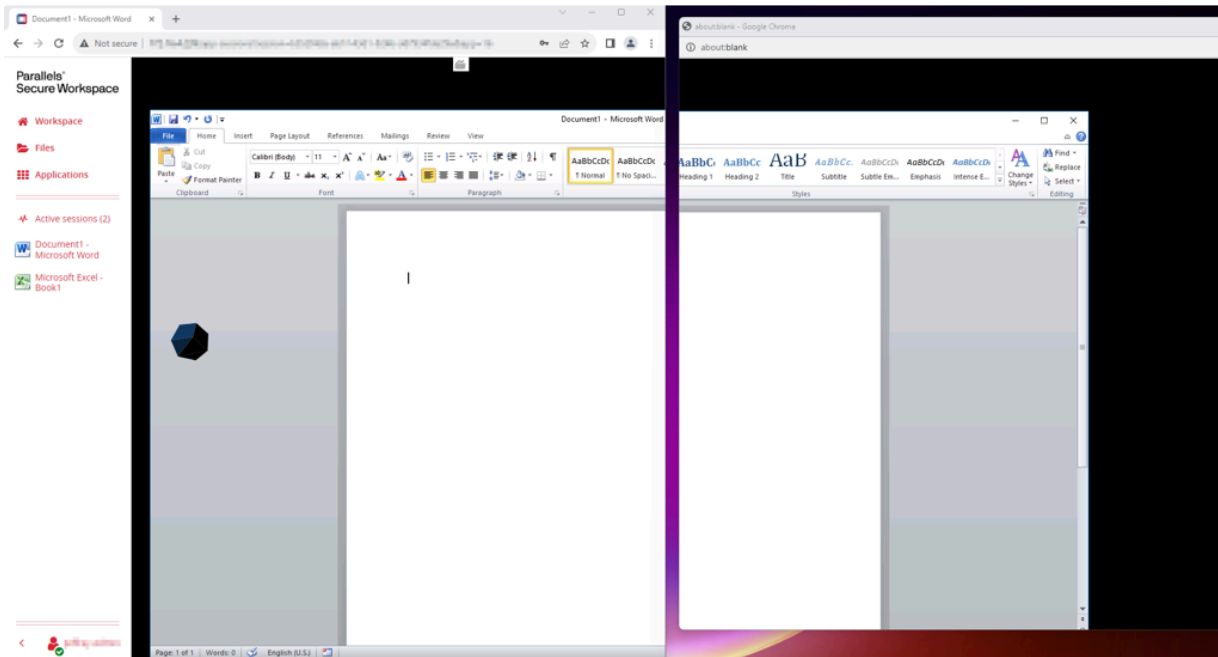 Document1 - Microsoft Word
Not secure
Parallels®
Secure Workspace
Workspace
Files
Applications
Active sessions (2)
Document1 -
Microsoft Word
Microsoft Excel -
Book1
Document1 - Microsoft Word
File Home Insert Page Layout References Mailings Review View
Paste
Cut
Copy
Format Painter
Clipboard
Calibri (Body) 11
Font
Paragraph
AaBbCcDc AaBbCcDc
¶ Normal ¶ No Spaci...
Page: 1 of 1 Words: 0 English (U.S.)
about:blank - Google Chrome
about:blank
AaBbC AaBbCc AaB AaBbCc. AaBbCcDi AaBbCcDi AaBbCcDi
Heading 1 Heading 2 Title Subtitle Subtle Em... Emphasis Intense E...
Change
Styles
Styles
Find
Replace
Select
Editing